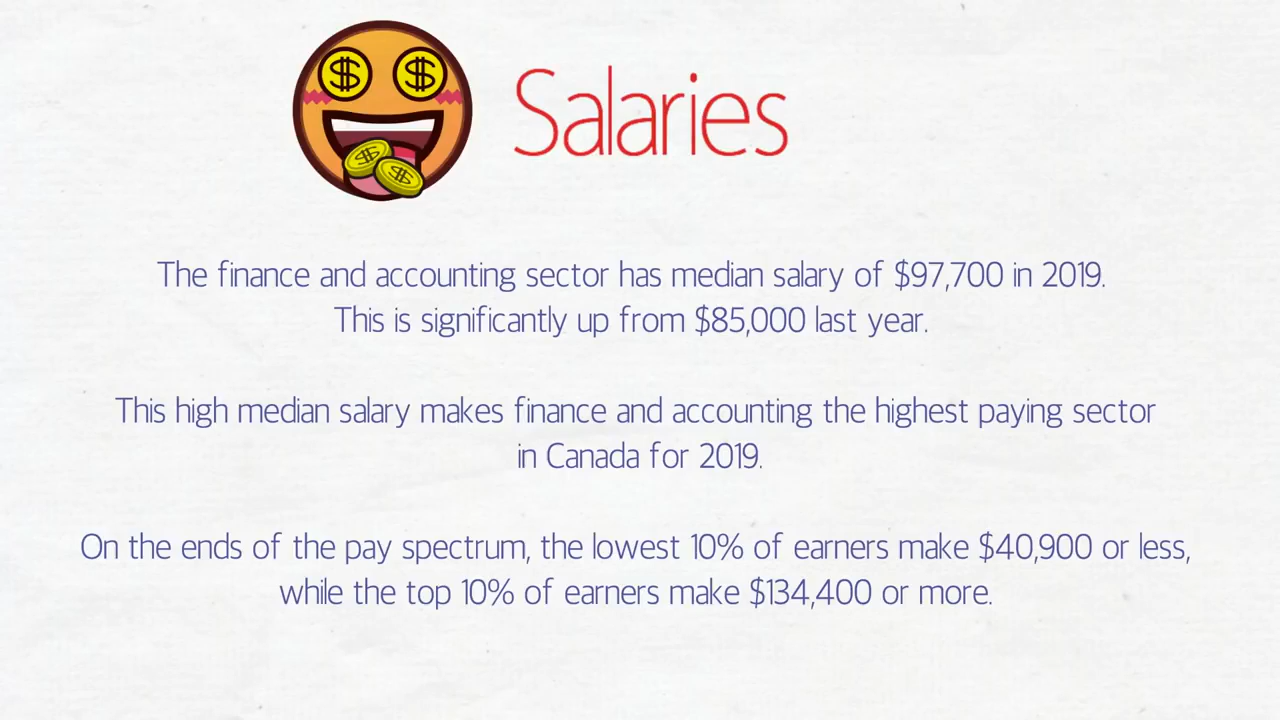 Salaries
The finance and accounting sector has median salary of $97,700 in 2019.
This is significantly up from $85,000 last year.
This high median salary makes finance and accounting the highest paying sector
in Canada for 2019.
On the ends of the pay spectrum, the lowest 10% of earners make $40,900 or less,
while the top 10% of earners make $134,400 or more.